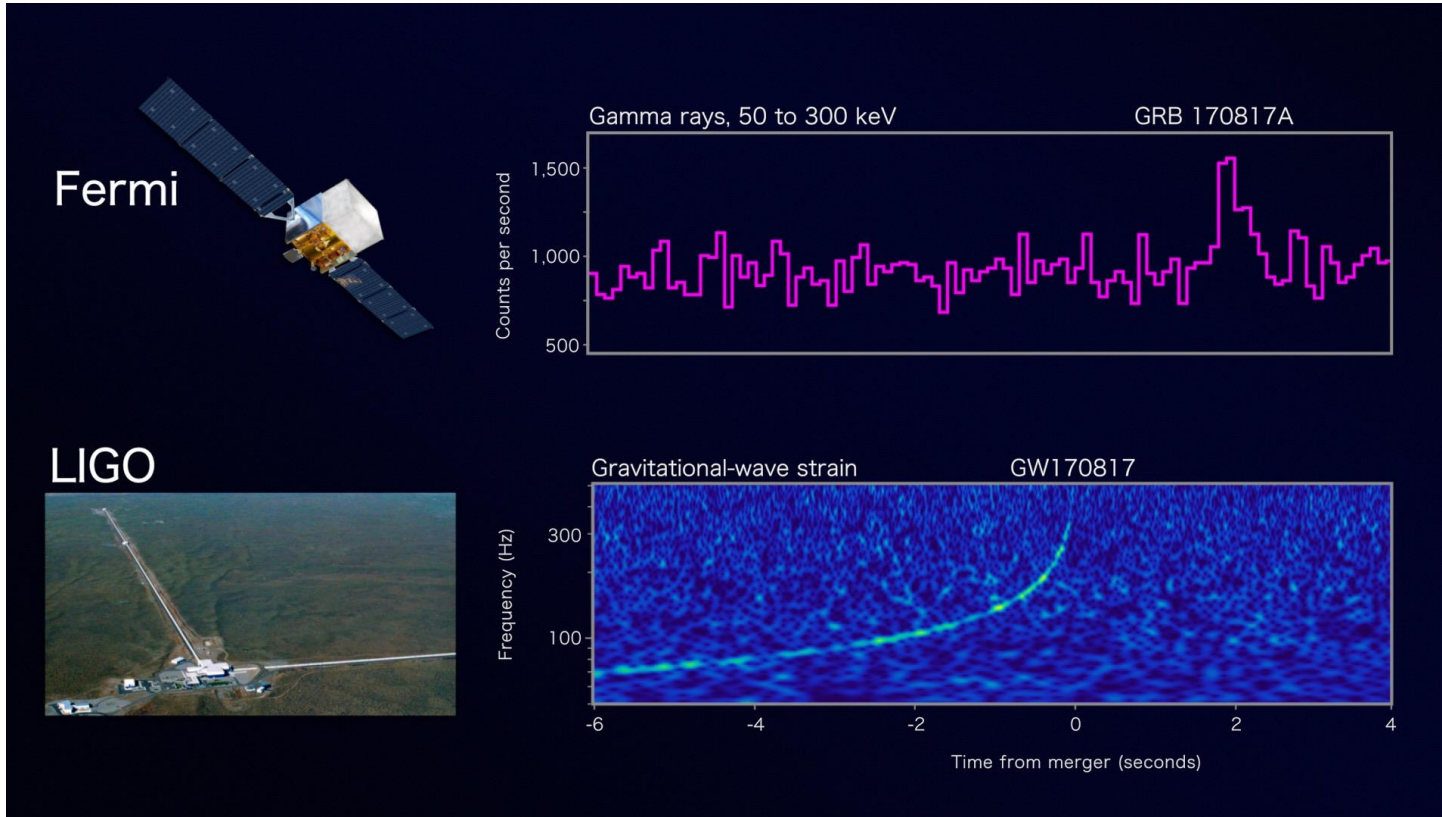 Fermi
Gamma rays, 50 to 300 keV
GRB 170817A
Counts per second
1,500
1,000
500
LIGO
Gravitational-wave strain
GW170817
Frequency (Hz)
300
100
-6
-4
-2
0
2
4
Time from merger (seconds)